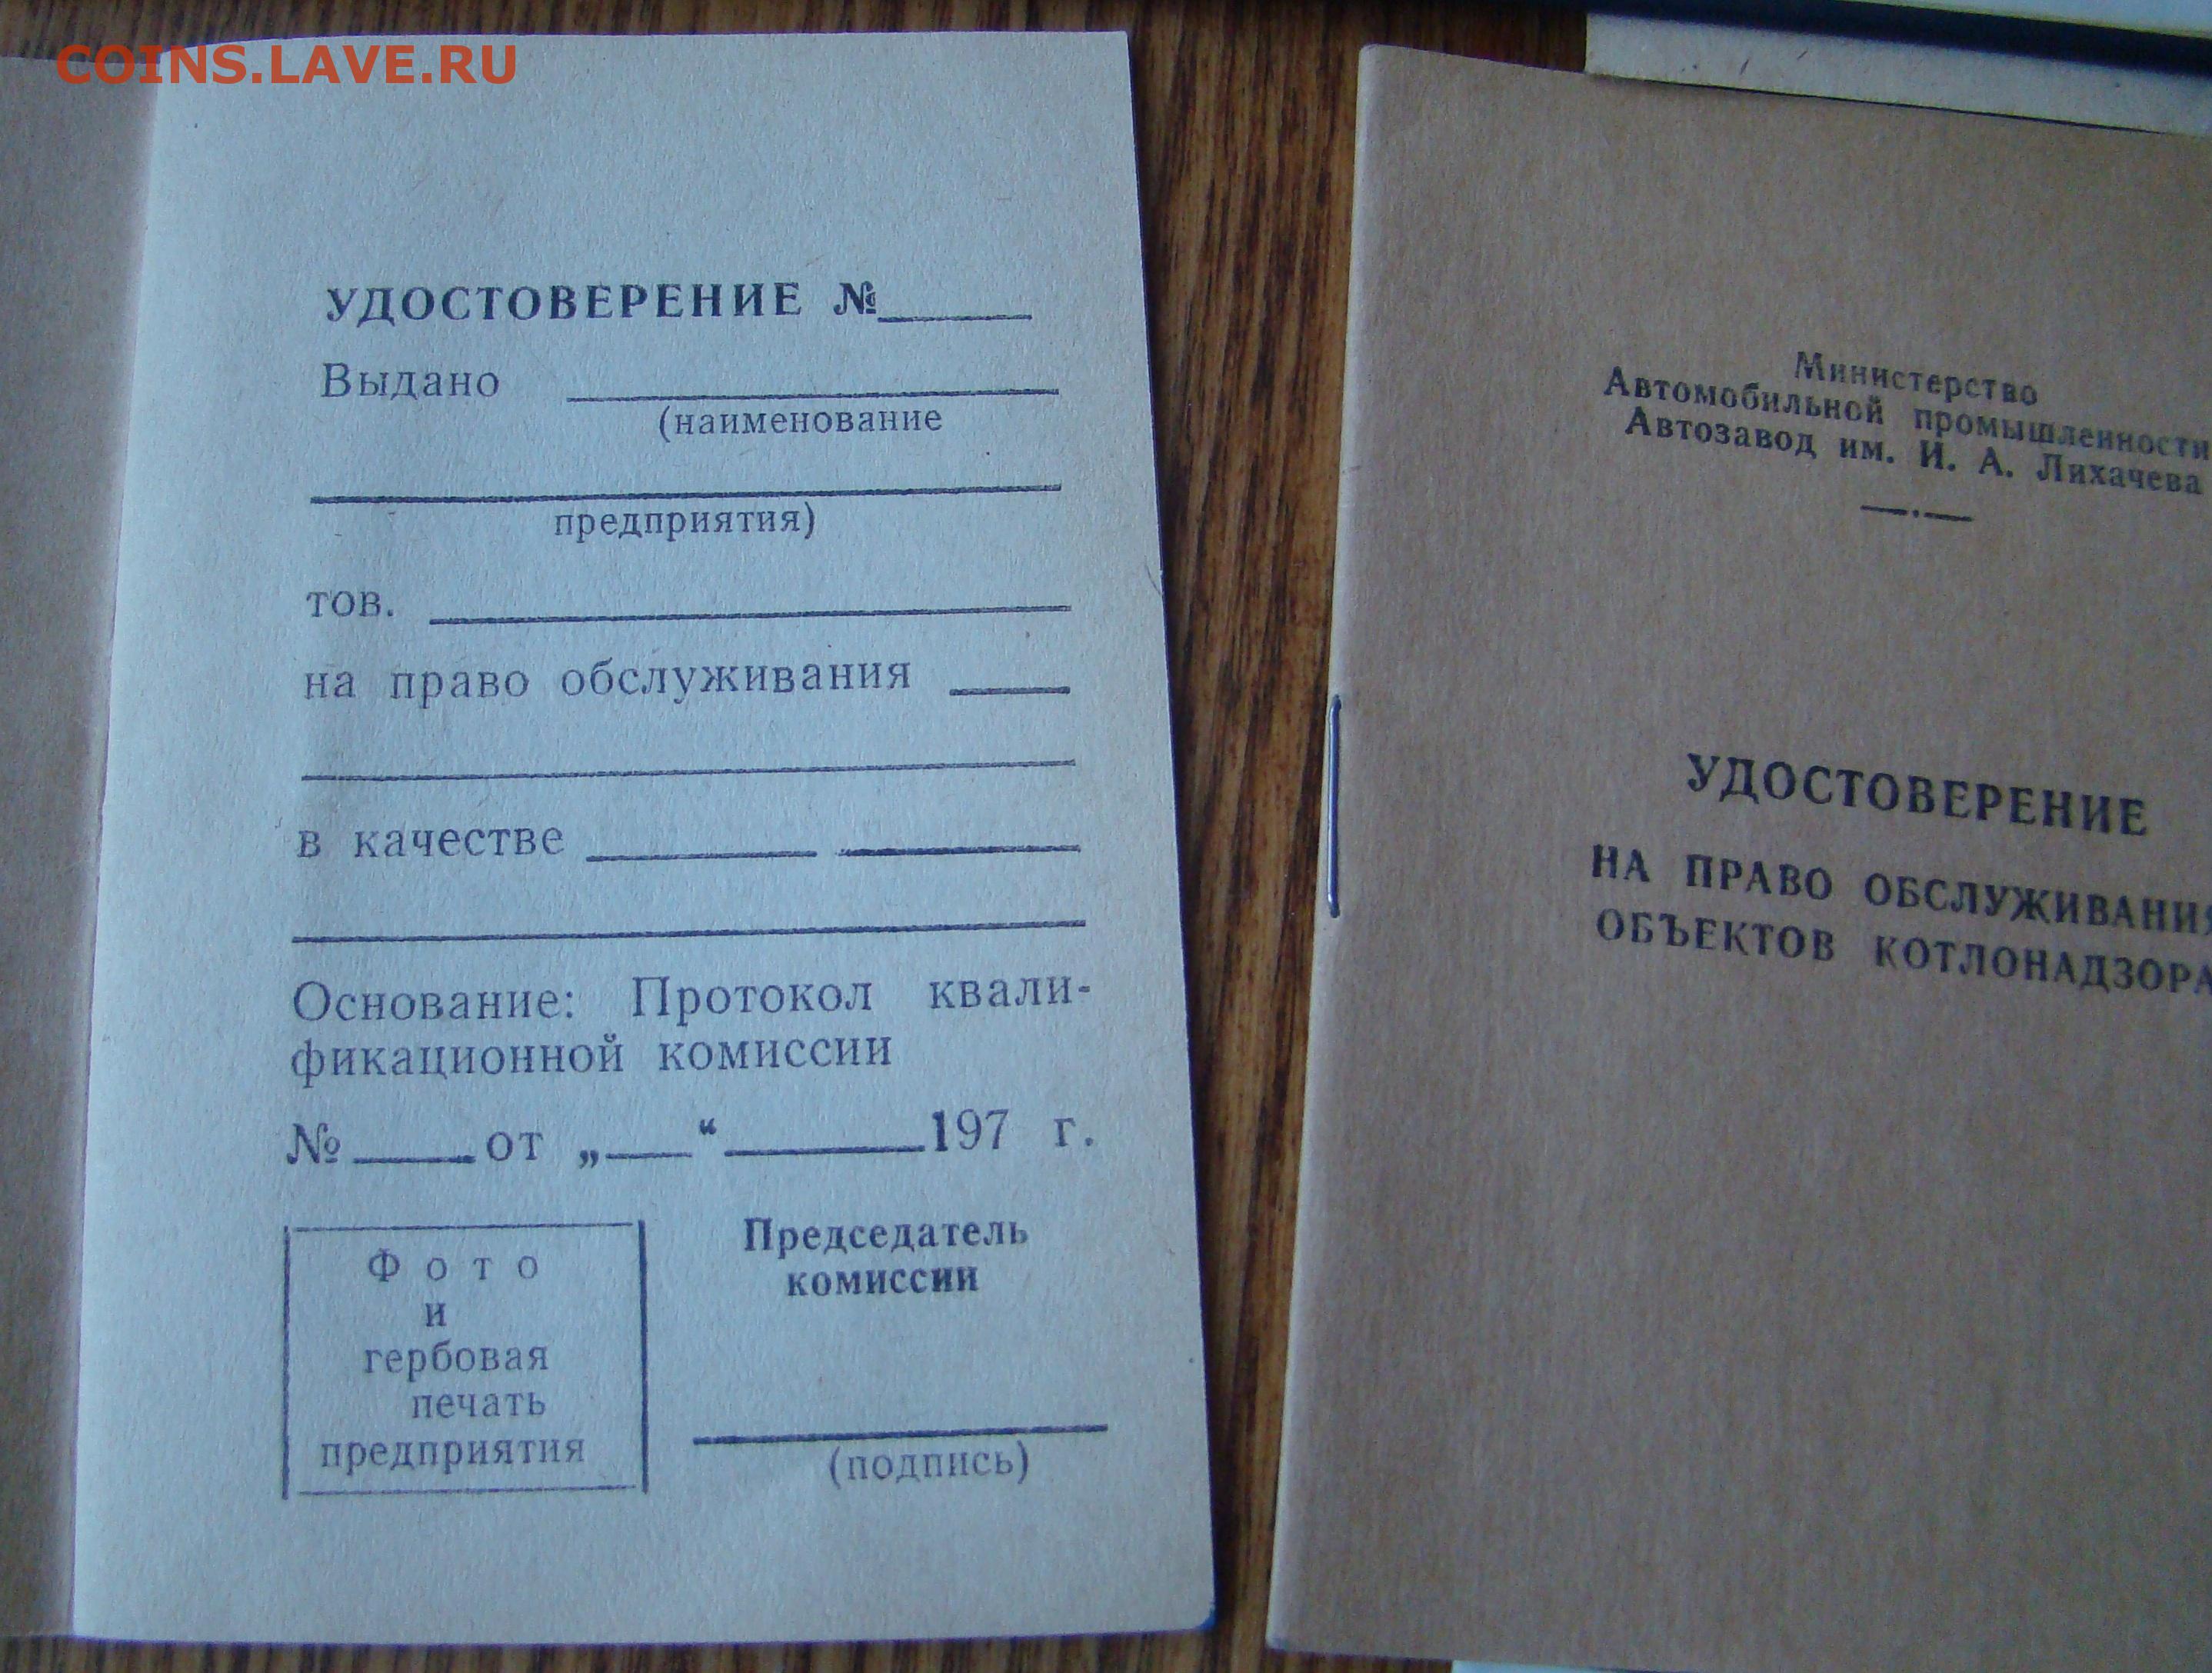 COINS.LAVE.RU
УДОСТОВЕРЕНИЕ №
Выдано
(наименование
предприятия)
тов.
на право обслуживания
в качестве
Основание: Протокол квали-
фикационной комиссии
№ от „ “ 197 г.
Фото
и
гербовая
печать
предприятия
Председатель
комиссии
(подпись)
Министерство
Автомобильной промышленности
Автозавод им. И. А. Лихачева
УДОСТОВЕРЕНИЕ
НА ПРАВО ОБСЛУЖИВАНИЯ
ОБЪЕКТОВ КОТЛОНАДЗОРА